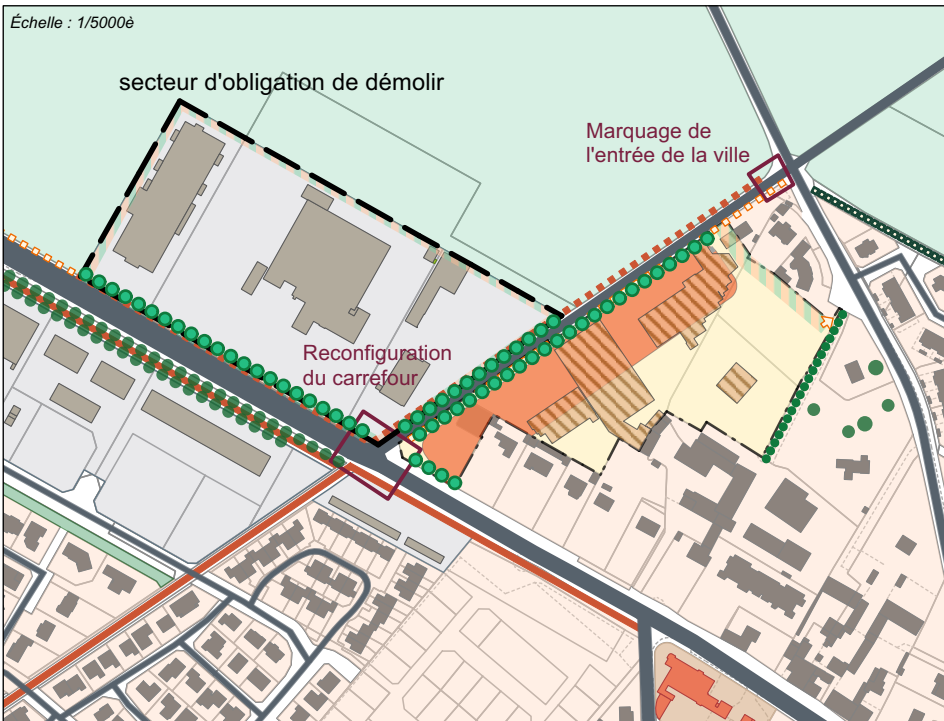 Échelle : 1/5000è
secteur d'obligation de démolir
Marquage de
l'entrée de la ville
Reconfiguration
du carrefour